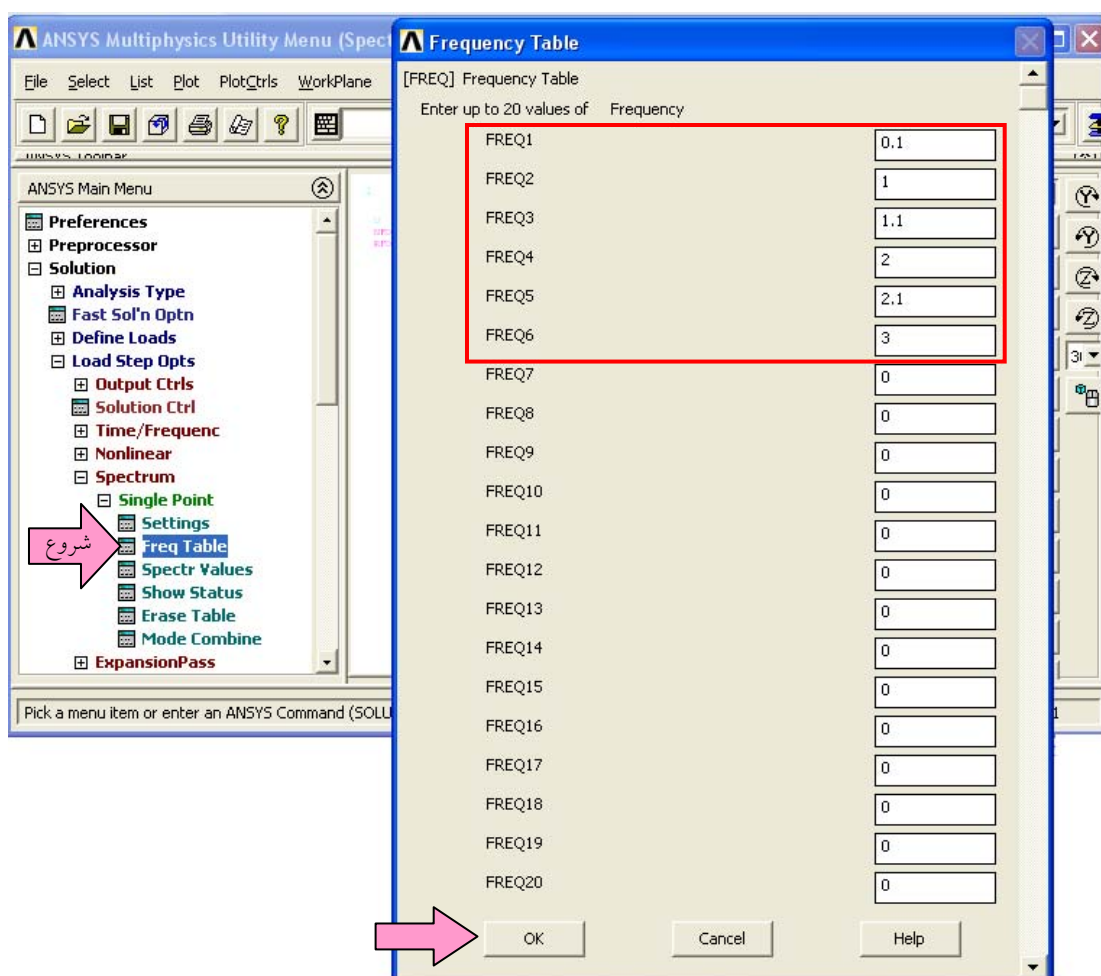 ANSYS Multiphysics Utility Menu (Spect
File Select List Plot PlotCtrls WorkPlane
ANSYS Toolbar
ANSYS Main Menu
Preferences
Preprocessor
Solution
Analysis Type
Fast Sol'n Optn
Define Loads
Load Step Opts
Output Ctrls
Solution Ctrl
Time/Frequenc
Nonlinear
Spectrum
Single Point
Settings
شروع
Freq Table
Spectr Values
Show Status
Erase Table
Mode Combine
ExpansionPass
Pick a menu item or enter an ANSYS Command (SOLU
Frequency Table
[FREQ] Frequency Table
Enter up to 20 values of Frequency
FREQ1 0.1
FREQ2 1
FREQ3 1.1
FREQ4 2
FREQ5 2.1
FREQ6 3
FREQ7 0
FREQ8 0
FREQ9 0
FREQ10 0
FREQ11 0
FREQ12 0
FREQ13 0
FREQ14 0
FREQ15 0
FREQ16 0
FREQ17 0
FREQ18 0
FREQ19 0
FREQ20 0
OK Cancel Help